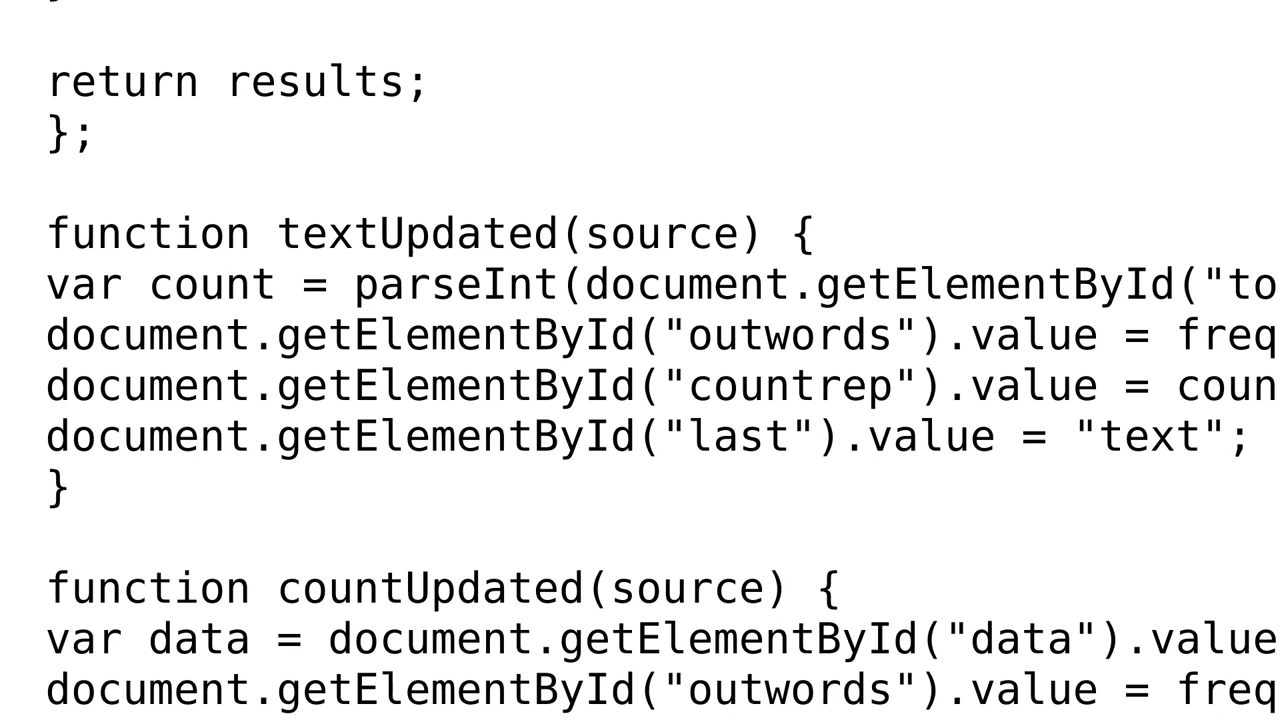 return results;
};
function textUpdated(source) {
var count = parseInt(document.getElementById("to
document.getElementById("outwords").value = freq
document.getElementById("countrep").value = coun
document.getElementById("last").value = "text";
}
function countUpdated(source) {
var data = document.getElementById("data").value
document.getElementById("outwords").value = freq